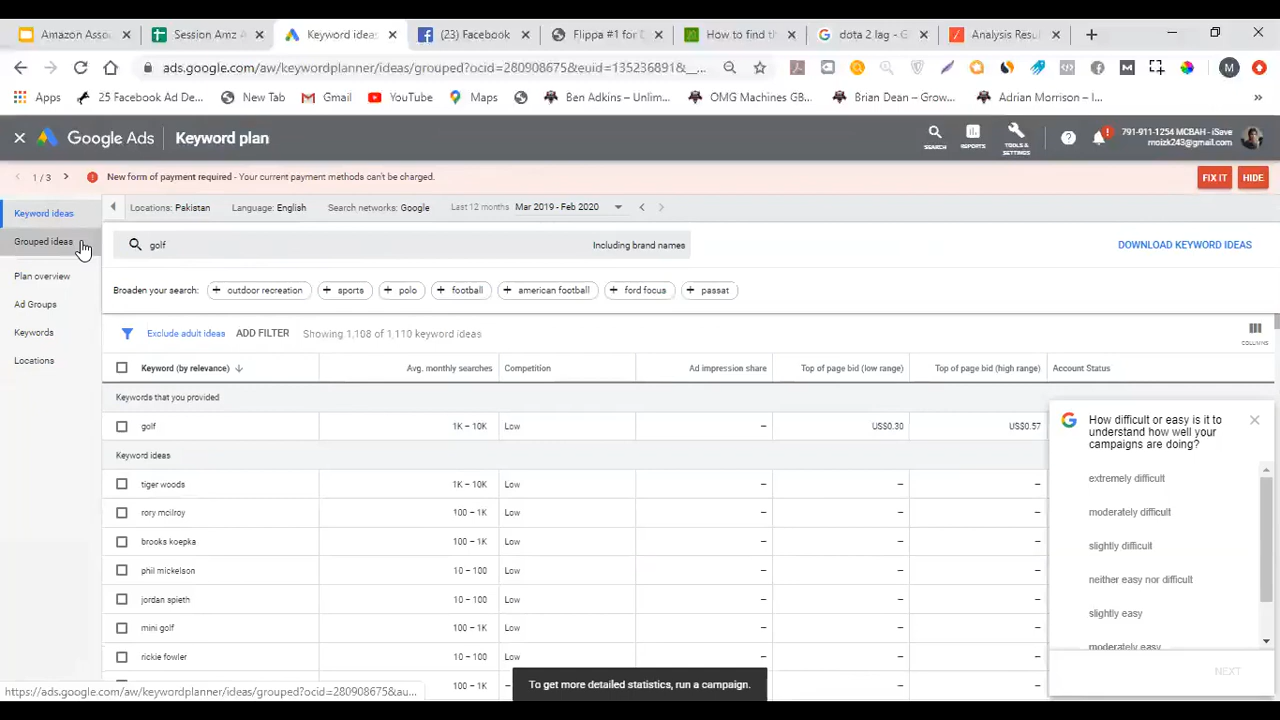 Amazon Asso
Session Amz A
Keyword ideas
(23) Facebook
Flippa #1 for D
How to find th
dota 2 lag - G
Analysis Resul
ads.google.com/aw/keywordplanner/ideas/grouped?ocid=280908675&euid=135236891&__...
Apps
25 Facebook Ad De...
New Tab
Gmail
YouTube
Maps
Ben Adkins – Unlim...
OMG Machines GB...
Brian Dean – Grow...
Adrian Morrison – I...
Google Ads
Keyword plan
SEARCH
REPORTS
TOOLS & SETTINGS
791-911-1254 MCBAH - iSave
moizk243@gmail.com
1 / 3
New form of payment required - Your current payment methods can't be charged.
FIX IT
HIDE
Keyword ideas
Grouped ideas
Plan overview
Ad Groups
Keywords
Locations
Locations: Pakistan
Language: English
Search networks: Google
Last 12 months
Mar 2019 - Feb 2020
golf
Including brand names
DOWNLOAD KEYWORD IDEAS
Broaden your search:
+ outdoor recreation
+ sports
+ polo
+ football
+ american football
+ ford focus
+ passat
Exclude adult ideas
ADD FILTER
Showing 1,108 of 1,110 keyword ideas
COLUMNS
Keyword (by relevance)
Avg. monthly searches
Competition
Ad impression share
Top of page bid (low range)
Top of page bid (high range)
Account Status
Keywords that you provided
golf 1K – 10K Low – US$0.30 US$0.57
Keyword ideas
tiger woods 1K – 10K Low – – –
rory mcilroy 100 – 1K Low – – –
brooks koepka 100 – 1K Low – – –
phil mickelson 10 – 100 Low – – –
jordan spieth 10 – 100 Low – – –
mini golf 100 – 1K Low – – –
rickie fowler 10 – 100 Low – – –
100 – 1K
How difficult or easy is it to
understand how well your
campaigns are doing?
extremely difficult
moderately difficult
slightly difficult
neither easy nor difficult
slightly easy
moderately easy
NEXT
To get more detailed statistics, run a campaign.
https://ads.google.com/aw/keywordplanner/ideas/grouped?ocid=280908675&au...